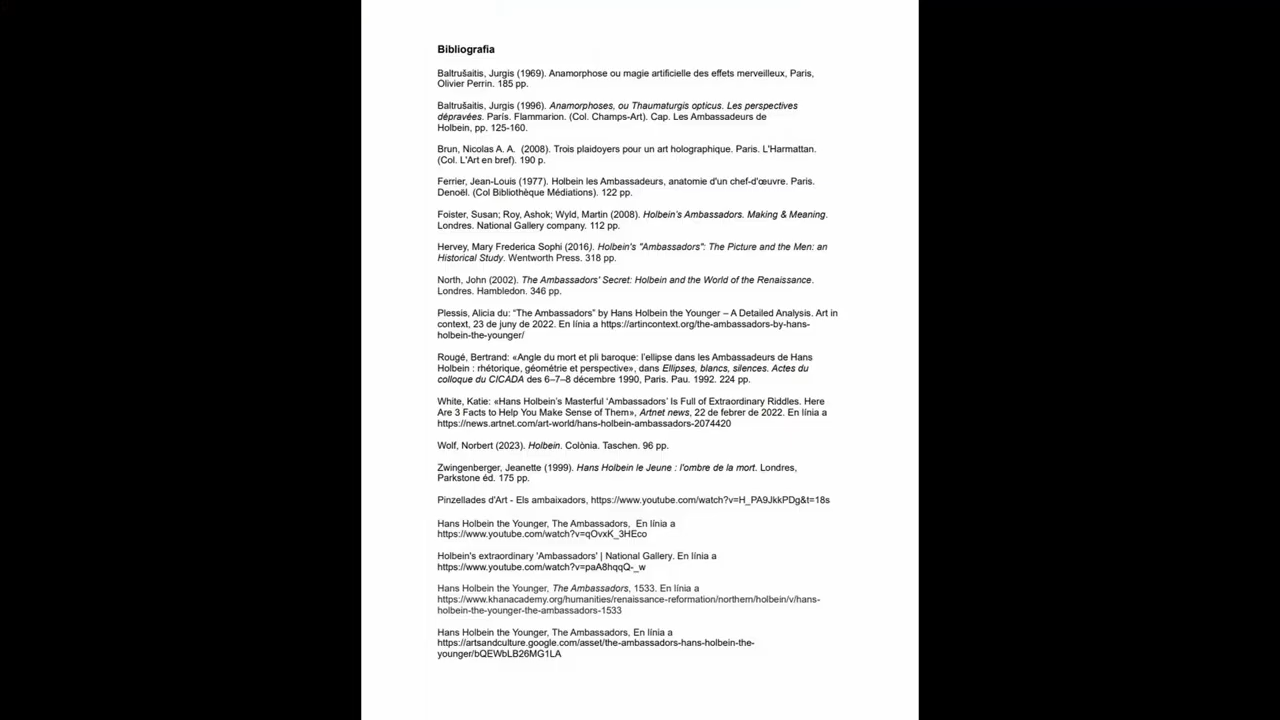 Bibliografia
Baltrušaitis, Jurgis (1969). Anamorphose ou magie artificielle des effets merveilleux, Paris,
Olivier Perrin. 185 pp.
Baltrušaitis, Jurgis (1996). Anamorphoses, ou Thaumaturgis opticus. Les perspectives
dépravées. París. Flammarion. (Col. Champs-Art). Cap. Les Ambassadeurs de
Holbein, pp. 125-160.
Brun, Nicolas A. A.  (2008). Trois plaidoyers pour un art holographique. Paris. L'Harmattan.
(Col. L'Art en bref). 190 p.
Ferrier, Jean-Louis (1977). Holbein les Ambassadeurs, anatomie d'un chef-d'œuvre. Paris.
Denoël. (Col Bibliothèque Médiations). 122 pp.
Foister, Susan; Roy, Ashok; Wyld, Martin (2008). Holbein's Ambassadors. Making & Meaning.
Londres. National Gallery company. 112 pp.
Hervey, Mary Frederica Sophi (2016). Holbein's "Ambassadors": The Picture and the Men: an
Historical Study. Wentworth Press. 318 pp.
North, John (2002). The Ambassadors' Secret: Holbein and the World of the Renaissance.
Londres. Hambledon. 346 pp.
Plessis, Alicia du: “The Ambassadors” by Hans Holbein the Younger – A Detailed Analysis. Art in
context, 23 de juny de 2022. En línia a https://artincontext.org/the-ambassadors-by-hans-
holbein-the-younger/
Rougé, Bertrand: «Angle du mort et pli baroque: l’ellipse dans les Ambassadeurs de Hans
Holbein : rhétorique, géométrie et perspective», dans Ellipses, blancs, silences. Actes du
colloque du CICADA des 6–7–8 décembre 1990, Paris. Pau. 1992. 224 pp.
White, Katie: «Hans Holbein’s Masterful ‘Ambassadors’ Is Full of Extraordinary Riddles. Here
Are 3 Facts to Help You Make Sense of Them», Artnet news, 22 de febrer de 2022. En línia a
https://news.artnet.com/art-world/hans-holbein-ambassadors-2074420
Wolf, Norbert (2023). Holbein. Colònia. Taschen. 96 pp.
Zwingenberger, Jeanette (1999). Hans Holbein le Jeune : l’ombre de la mort. Londres,
Parkstone éd. 175 pp.
Pinzellades d'Art - Els ambaixadors, https://www.youtube.com/watch?v=H_PA9JkkPDg&t=18s
Hans Holbein the Younger, The Ambassadors,  En línia a
https://www.youtube.com/watch?v=qOvxK_3HEco
Holbein's extraordinary 'Ambassadors' | National Gallery. En línia a
https://www.youtube.com/watch?v=paA8hqqQ-_w
Hans Holbein the Younger, The Ambassadors, 1533. En línia a
https://www.khanacademy.org/humanities/renaissance-reformation/northern/holbein/v/hans-
holbein-the-younger-the-ambassadors-1533
Hans Holbein the Younger, The Ambassadors, En línia a
https://artsandculture.google.com/asset/the-ambassadors-hans-holbein-the-
younger/bQEWbLB26MG1LA